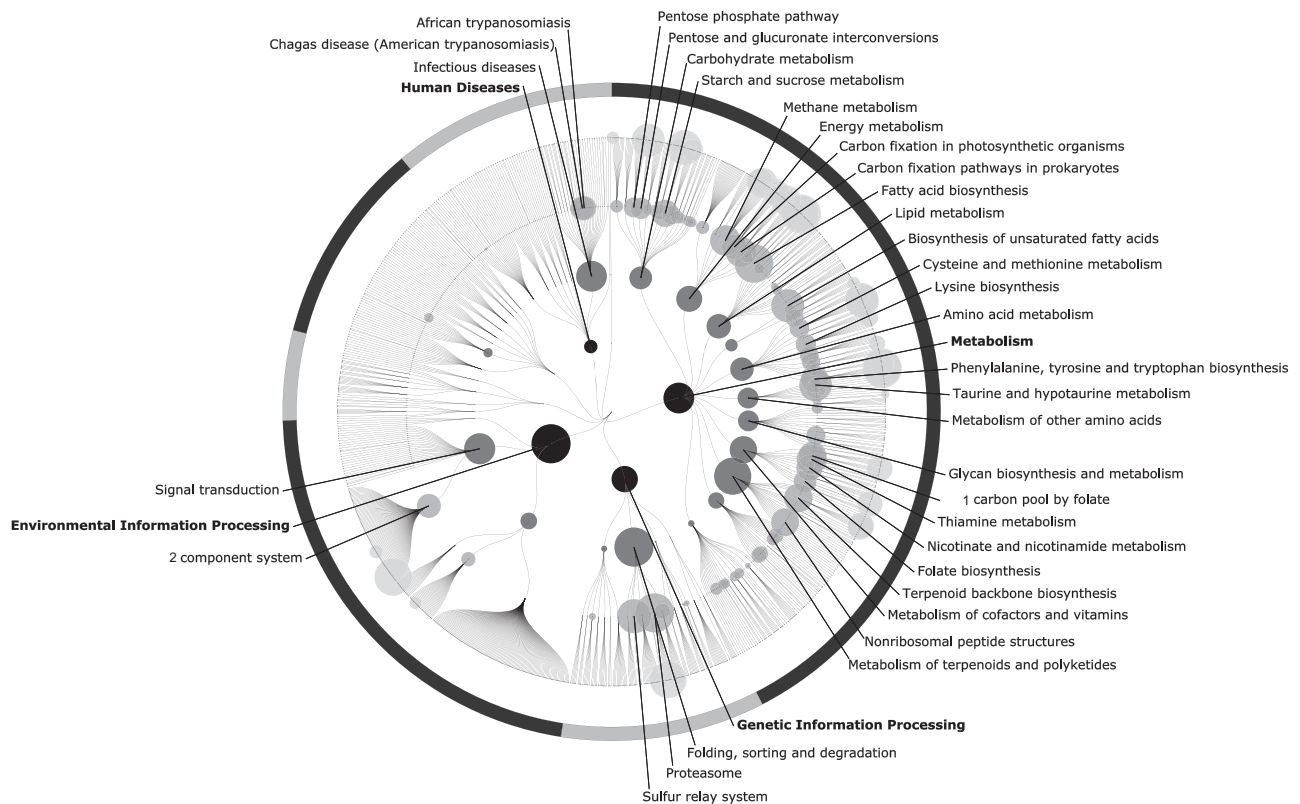 African trypanosomiasis
Chagas disease (American trypanosomiasis)
Infectious diseases
Human Diseases
Pentose phosphate pathway
Pentose and glucuronate interconversions
Carbohydrate metabolism
Starch and sucrose metabolism
Methane metabolism
Energy metabolism
Carbon fixation in photosynthetic organisms
Carbon fixation pathways in prokaryotes
Fatty acid biosynthesis
Lipid metabolism
Biosynthesis of unsaturated fatty acids
Cysteine and methionine metabolism
Lysine biosynthesis
Amino acid metabolism
Metabolism
Phenylalanine, tyrosine and tryptophan biosynthesis
Taurine and hypotaurine metabolism
Metabolism of other amino acids
Glycan biosynthesis and metabolism
1 carbon pool by folate
Thiamine metabolism
Nicotinate and nicotinamide metabolism
Folate biosynthesis
Terpenoid backbone biosynthesis
Metabolism of cofactors and vitamins
Nonribosomal peptide structures
Metabolism of terpenoids and polyketides
Signal transduction
Environmental Information Processing
2 component system
Genetic Information Processing
Folding, sorting and degradation
Proteasome
Sulfur relay system